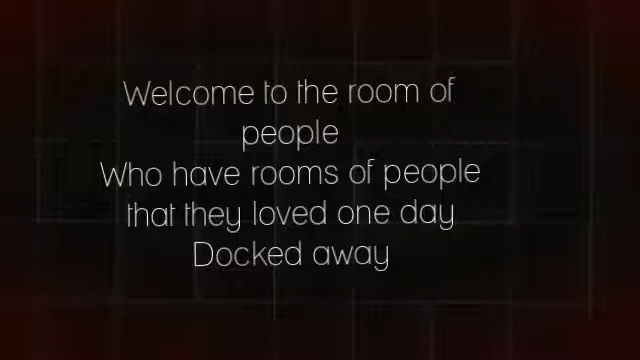 Welcome to the room of
people
Who have rooms of people
that they loved one day
Docked away